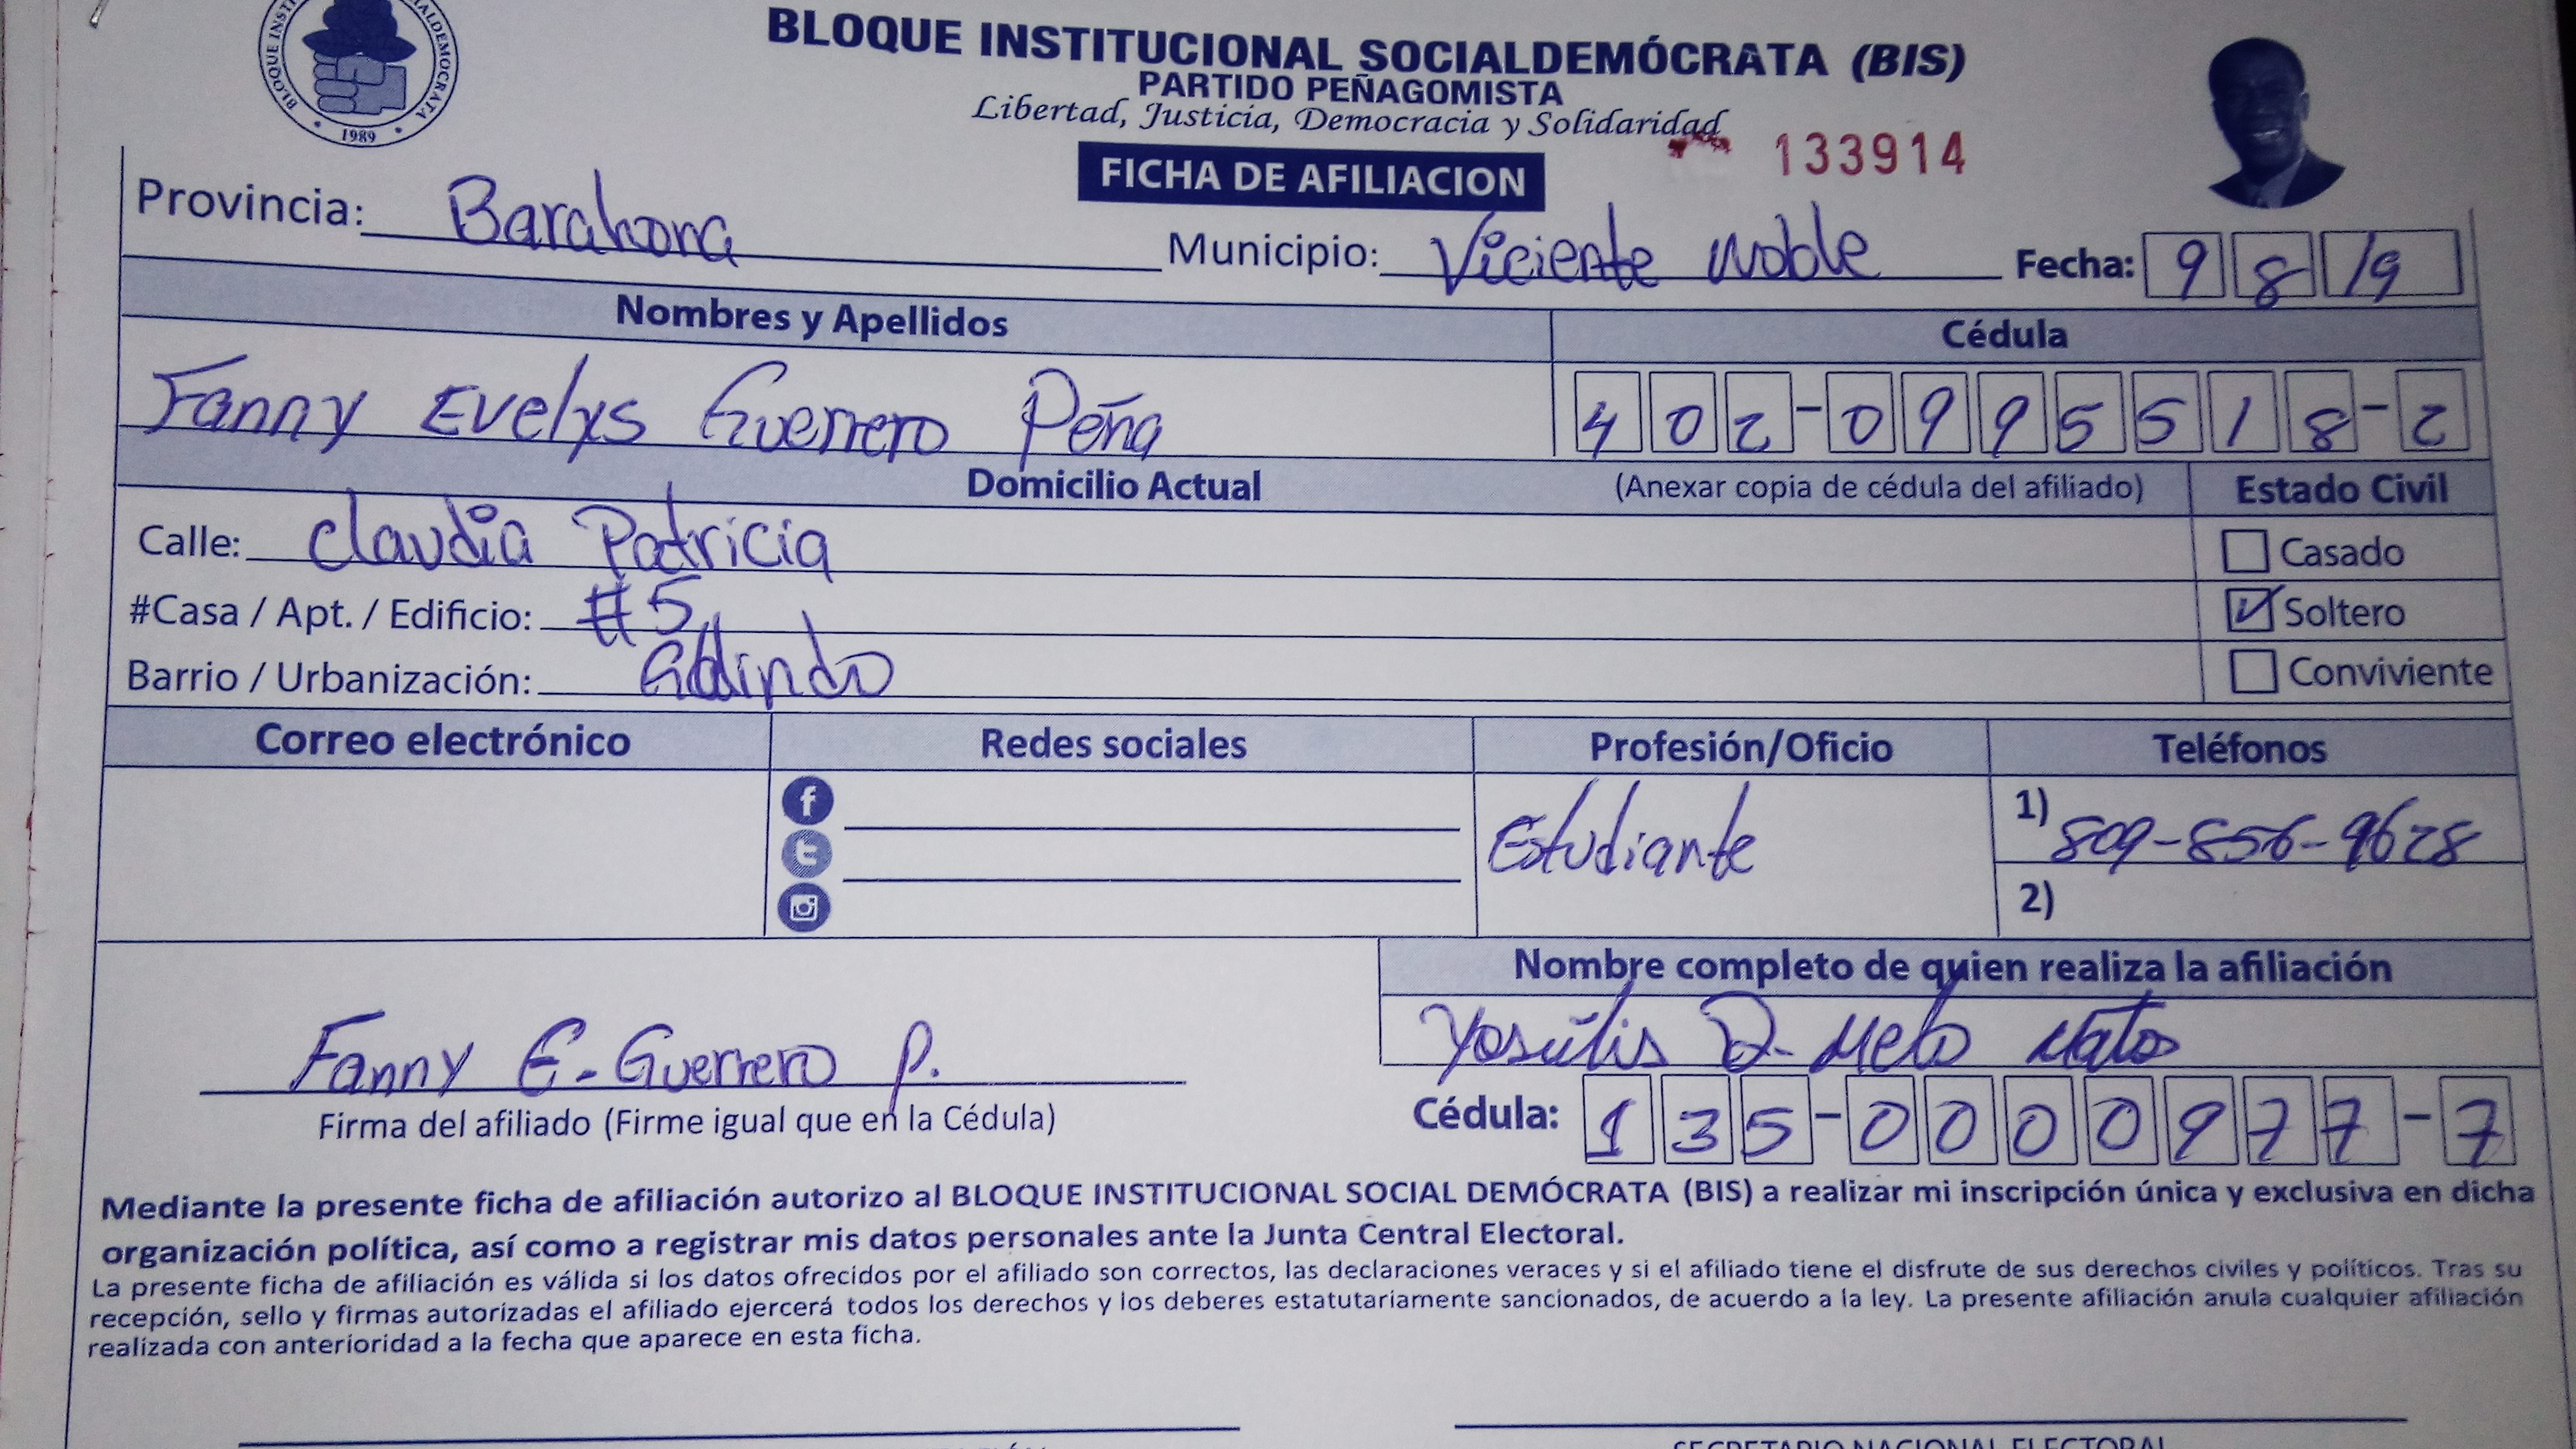 BLOQUE INSTITUCIONAL SOCIALDEMÓCRATA (BIS)
PARTIDO PEÑAGOMISTA
Libertad, Justicia, Democracia y Solidaridad
1989
133914
FICHA DE AFILIACION
Provincia: Barahona Municipio: Viciente Noble Fecha: 9 8 19
Nombres y Apellidos Cédula
Fanny Evelys Guerrero Peña 402-0995518-2
Domicilio Actual (Anexar copia de cédula del afiliado) Estado Civil
Calle: Claudia Patricia Casado
#Casa / Apt. / Edificio: #5 Soltero
Barrio / Urbanización: Conviviente
Correo electrónico Redes sociales Profesión/Oficio Teléfonos
Estudiante 1) 809-856-9628
2)
Nombre completo de quien realiza la afiliación
D. Melo Matos
Fanny E. Guerrero P.
Firma del afiliado (Firme igual que en la Cédula) Cédula: 135-0000977-7
Mediante la presente ficha de afiliación autorizo al BLOQUE INSTITUCIONAL SOCIAL DEMÓCRATA (BIS) a realizar mi inscripción única y exclusiva en dicha
organización política, así como a registrar mis datos personales ante la Junta Central Electoral.
La presente ficha de afiliación es válida si los datos ofrecidos por el afiliado son correctos, las declaraciones veraces y si el afiliado tiene el disfrute de sus derechos civiles y políticos. Tras su
recepción, sello y firmas autorizadas el afiliado ejercerá todos los derechos y los deberes estatutariamente sancionados, de acuerdo a la ley. La presente afiliación anula cualquier afiliación
realizada con anterioridad a la fecha que aparece en esta ficha.
SECRETARIO NACIONAL ELECTORAL